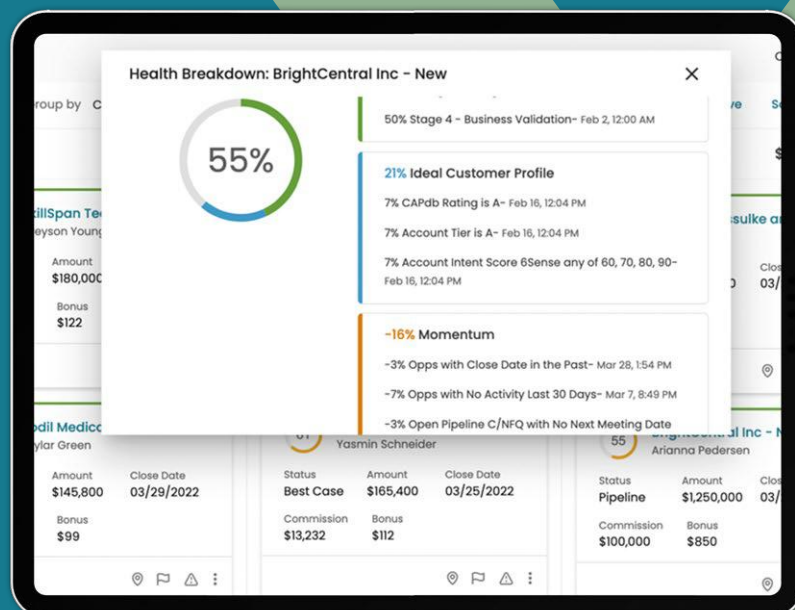 Health Breakdown: BrightCentral Inc - New
55%
50% Stage 4 - Business Validation- Feb 2, 12:00 AM
21% Ideal Customer Profile
7% CAPdb Rating is A- Feb 16, 12:04 PM
7% Account Tier is A- Feb 16, 12:04 PM
7% Account Intent Score 6Sense any of 60, 70, 80, 90-
Feb 16, 12:04 PM
-16% Momentum
-3% Opps with Close Date in the Past- Mar 28, 1:54 PM
-7% Opps with No Activity Last 30 Days- Mar 7, 8:49 PM
-3% Open Pipeline C/NFQ with No Next Meeting Date
by
Amount
$180,000
Bonus
$122
03/
Medico
Green
Amount
$145,800
Close Date
03/29/2022
Bonus
$99
Yasmin Schneider
Status
Best Case
Amount
$165,400
Close Date
03/25/2022
Commission
$13,232
Bonus
$112
55
BrightCentral Inc - N
Arianna Pedersen
Status
Pipeline
Amount
$1,250,000
03/
Commission
$100,000
Bonus
$850